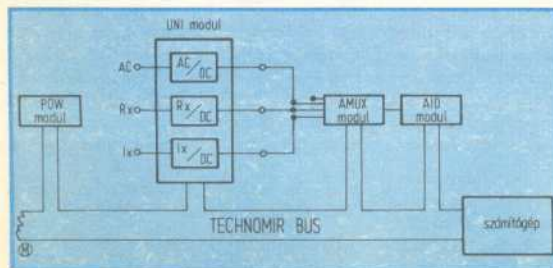 UNI modul
AC
AC/DC
POW modul
Rx
Rx/DC
AMUX modul
A/D modul
Ix
Ix/DC
TECHNOMIR BUS
számítógép
M